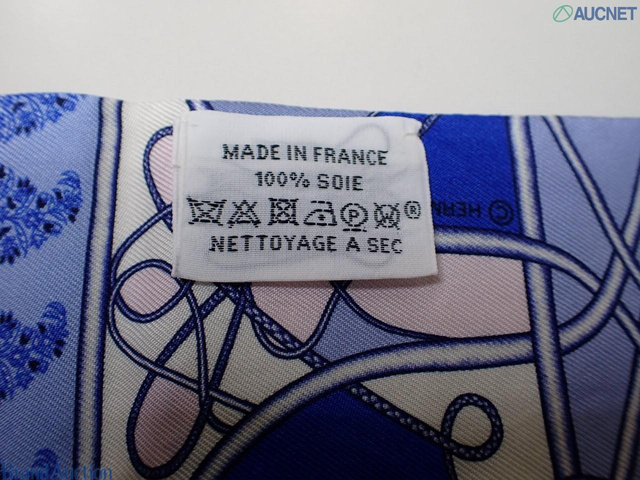 AUCNET
MADE IN FRANCE
100% SOIE
®
© HERM
NETTOYAGE A SEC